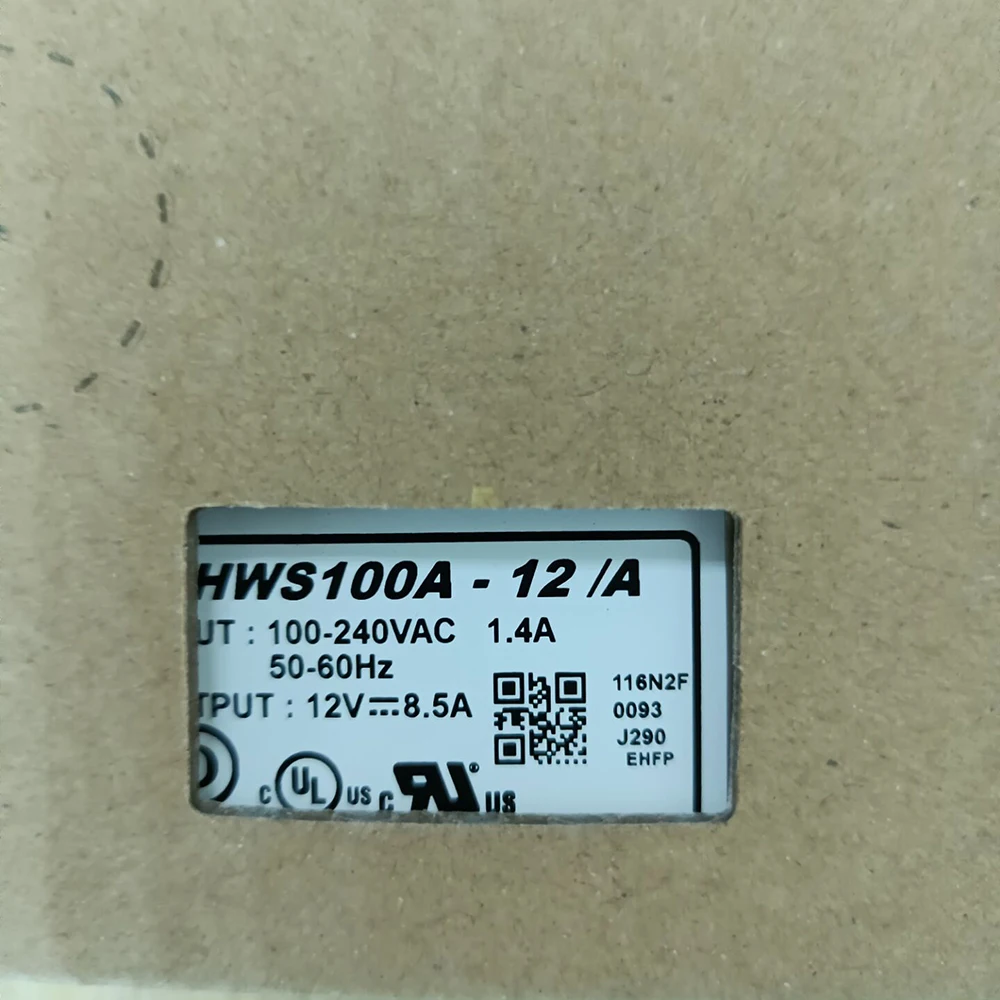 HWS100A - 12 /A
UT : 100-240VAC 1.4A
50-60Hz
TPUT : 12V⎓8.5A
116N2F
0093
J290
EHFP
c UL US c RU® US